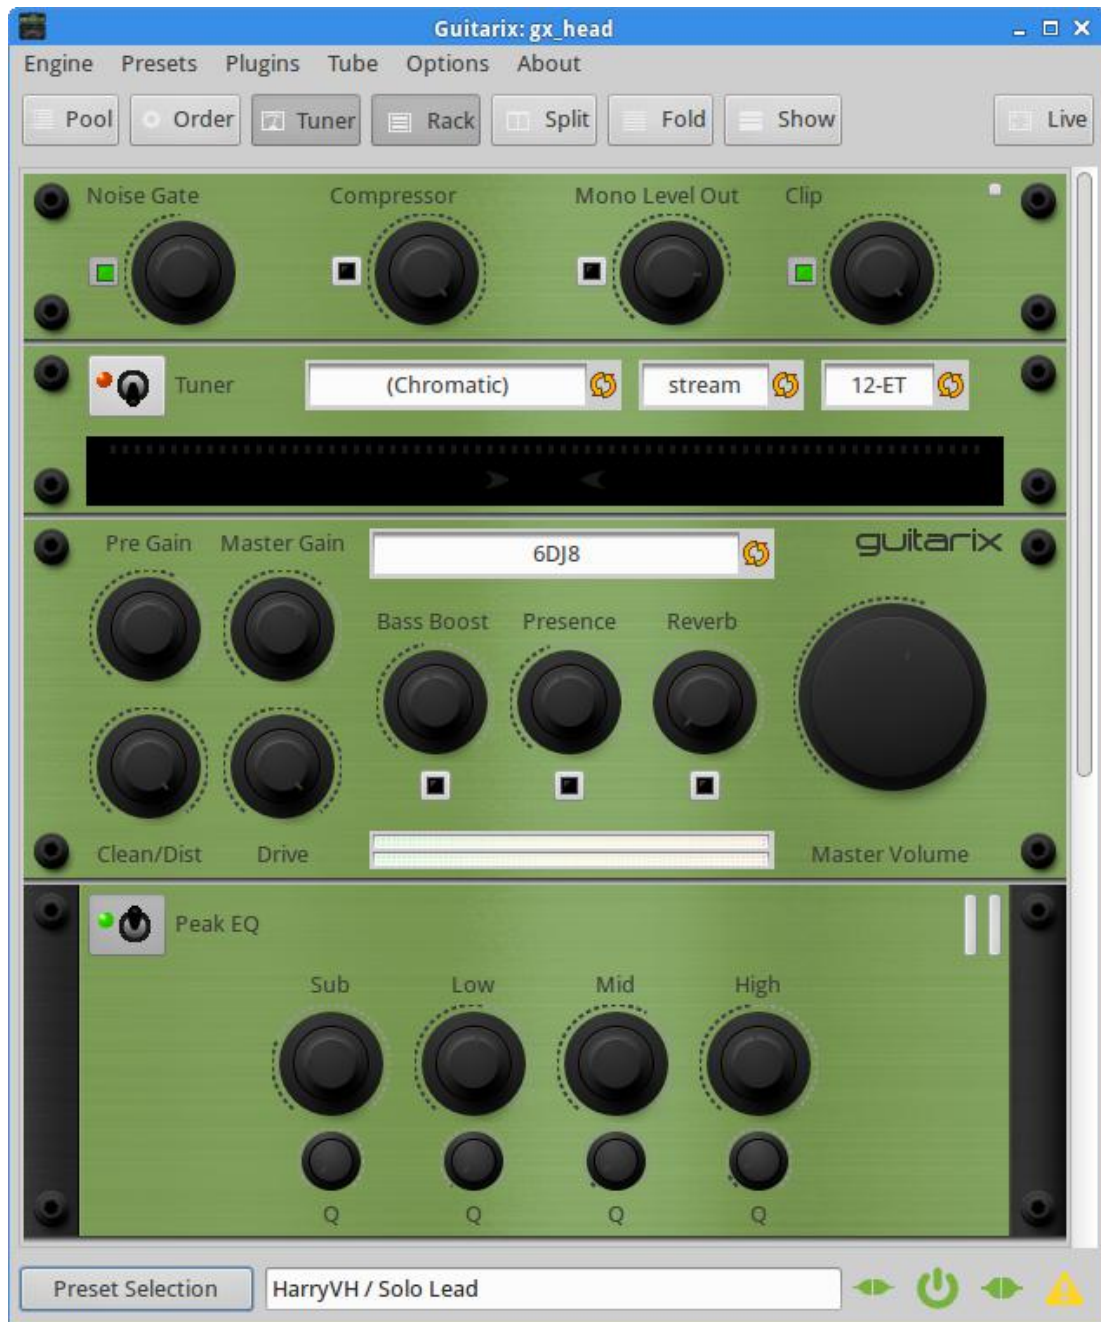 Guitarix: gx_head
Engine Presets Plugins Tube Options About
Pool Order Tuner Rack Split Fold Show Live
Noise Gate Compressor Mono Level Out Clip
Tuner (Chromatic) stream 12-ET
Pre Gain Master Gain 6DJ8 guitarix
Bass Boost Presence Reverb
Clean/Dist Drive Master Volume
Peak EQ
Sub Low Mid High
Q Q Q Q
Preset Selection HarryVH / Solo Lead